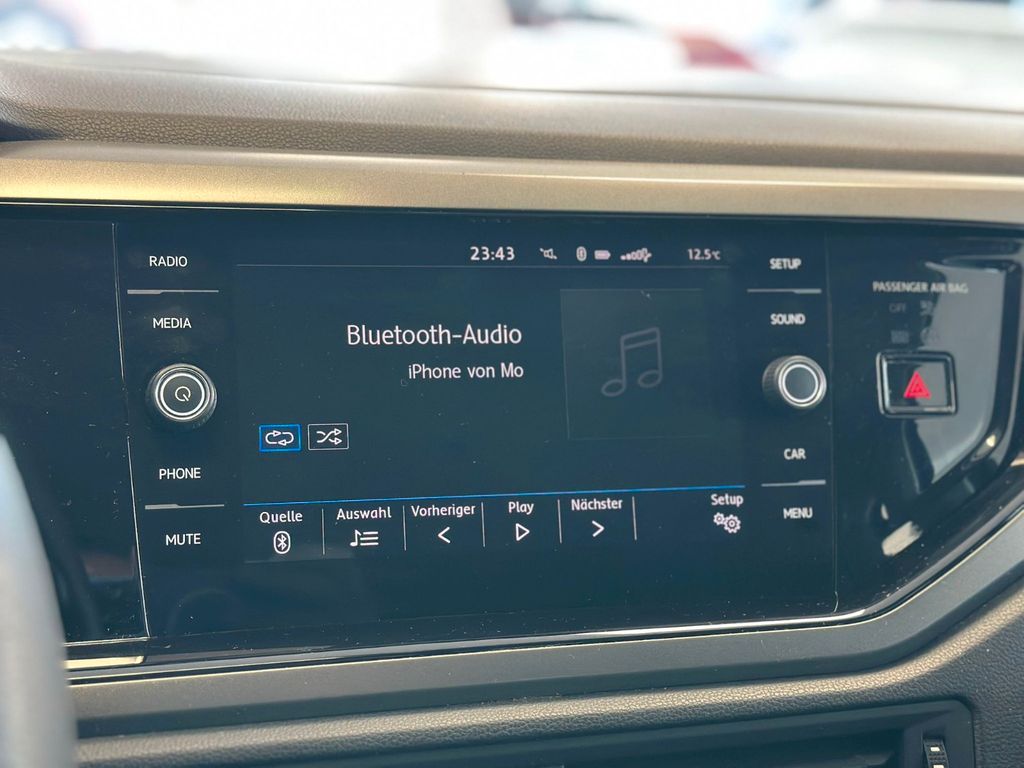 RADIO
MEDIA
PHONE
MUTE
23:43
12.5°C
Bluetooth-Audio
iPhone von Mo
Quelle
Auswahl
Vorheriger
Play
Nächster
Setup
SETUP
SOUND
CAR
MENU
PASSENGER AIR BAG
OFF